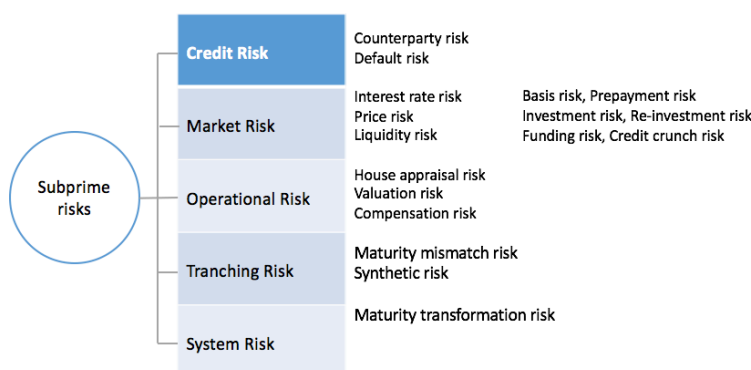 Subprime
risks
Credit Risk
Counterparty risk
Default risk
Market Risk
Interest rate risk
Basis risk, Prepayment risk
Price risk
Investment risk, Re-investment risk
Liquidity risk
Funding risk, Credit crunch risk
Operational Risk
House appraisal risk
Valuation risk
Compensation risk
Tranching Risk
Maturity mismatch risk
Synthetic risk
System Risk
Maturity transformation risk